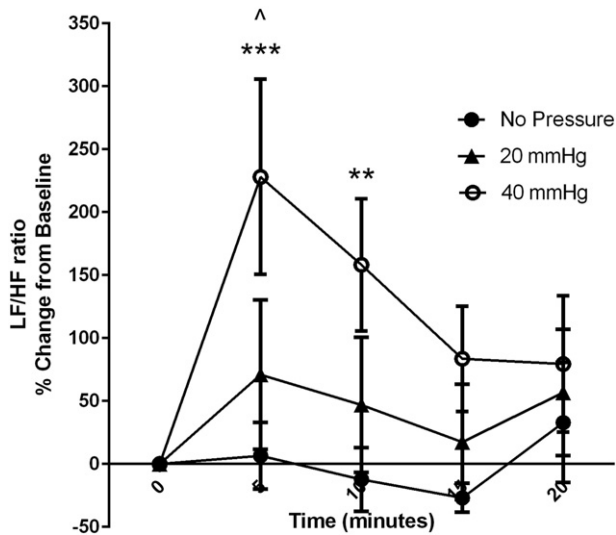 350
^
***
300
250
No Pressure
20 mmHg
40 mmHg
**
200
150
100
50
0
-50
LF/HF ratio
% Change from Baseline
0
20
Time (minutes)